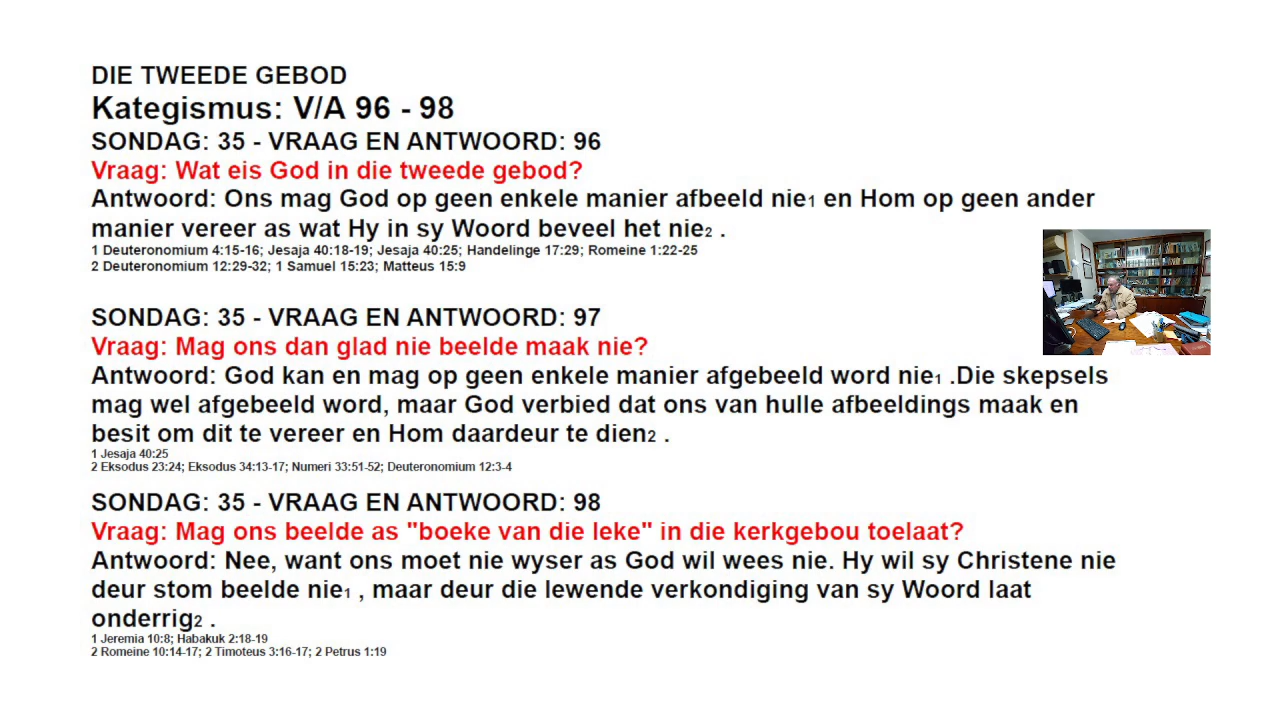 DIE TWEEDE GEBOD
Kategismus: V/A 96 - 98
SONDAG: 35 - VRAAG EN ANTWOORD: 96
Vraag: Wat eis God in die tweede gebod?
Antwoord: Ons mag God op geen enkele manier afbeeld nie1 en Hom op geen ander
manier vereer as wat Hy in sy Woord beveel het nie2 .
1 Deuteronomium 4:15-16; Jesaja 40:18-19; Jesaja 40:25; Handelinge 17:29; Romeine 1:22-25
2 Deuteronomium 12:29-32; 1 Samuel 15:23; Matteus 15:9
SONDAG: 35 - VRAAG EN ANTWOORD: 97
Vraag: Mag ons dan glad nie beelde maak nie?
Antwoord: God kan en mag op geen enkele manier afgebeeld word nie1 .Die skepsels
mag wel afgebeeld word, maar God verbied dat ons van hulle afbeeldings maak en
besit om dit te vereer en Hom daardeur te dien2 .
1 Jesaja 40:25
2 Eksodus 23:24; Eksodus 34:13-17; Numeri 33:51-52; Deuteronomium 12:3-4
SONDAG: 35 - VRAAG EN ANTWOORD: 98
Vraag: Mag ons beelde as "boeke van die leke" in die kerkgebou toelaat?
Antwoord: Nee, want ons moet nie wyser as God wil wees nie. Hy wil sy Christene nie
deur stom beelde nie1 , maar deur die lewende verkondiging van sy Woord laat
onderrig2 .
1 Jeremia 10:8; Habakuk 2:18-19
2 Romeine 10:14-17; 2 Timoteus 3:16-17; 2 Petrus 1:19